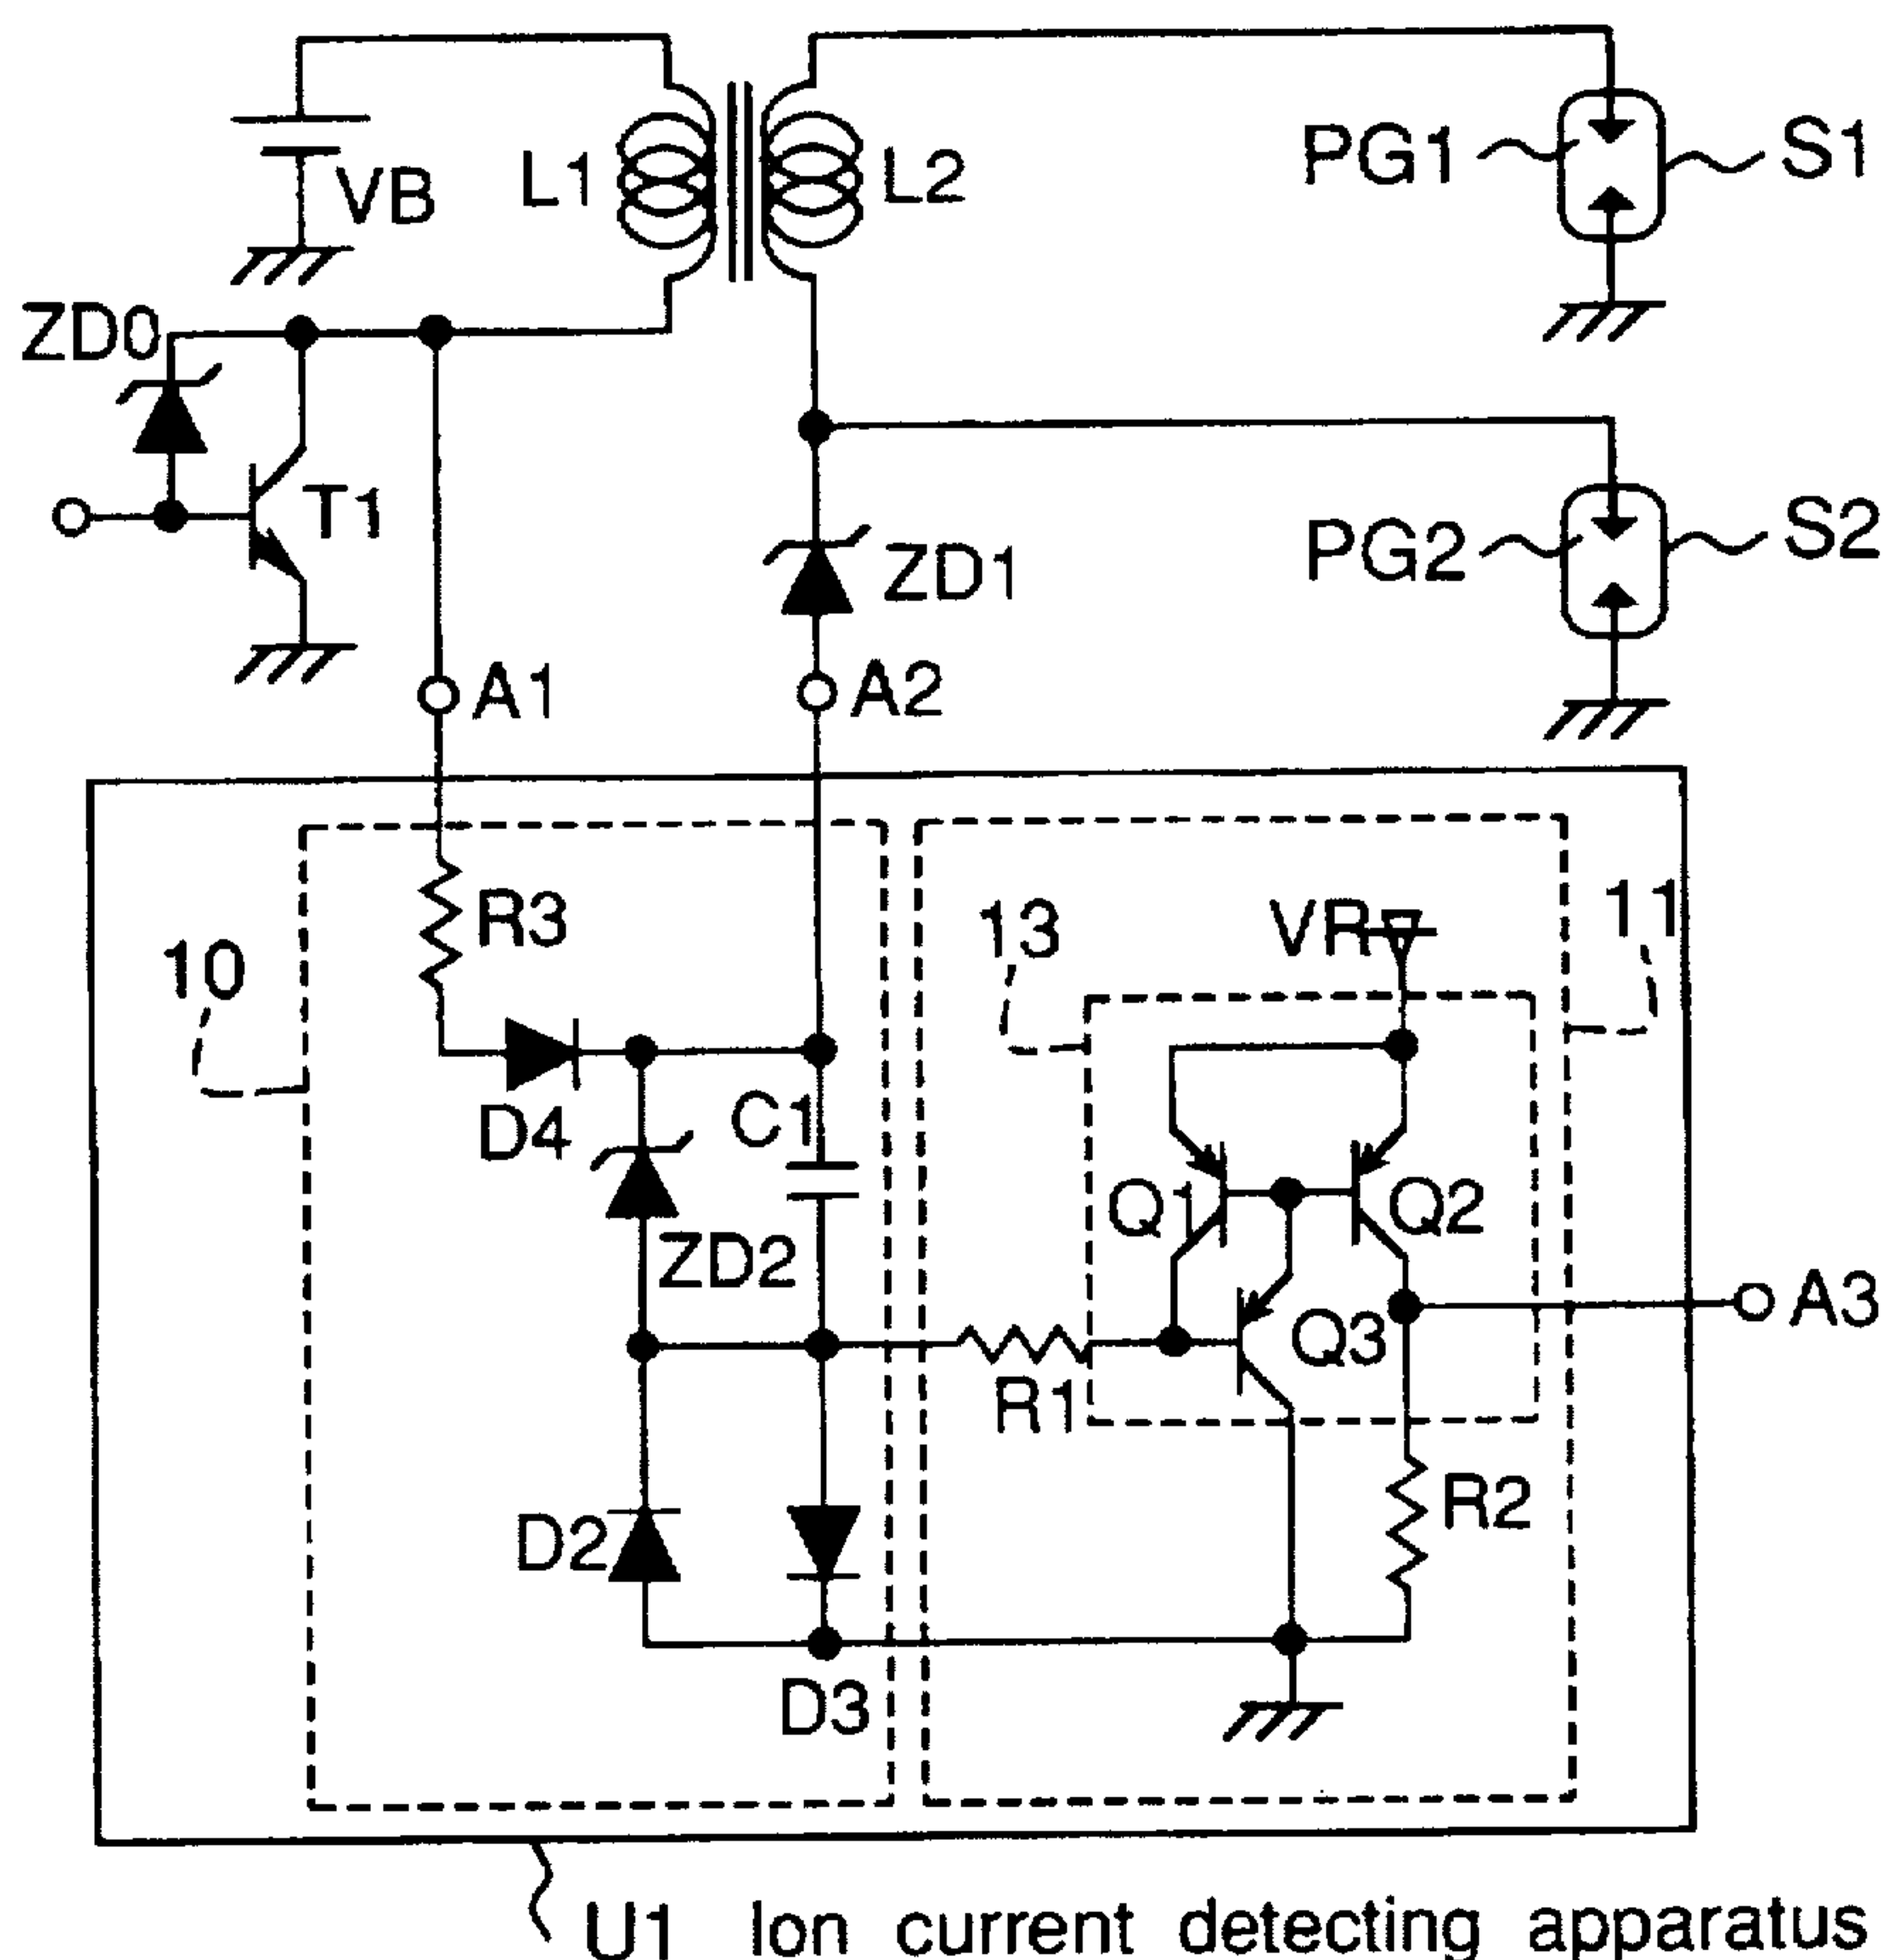 VB
L1
L2
PG1
S1
ZD0
T1
ZD1
PG2
S2
A1
A2
R3
10
13
VR
11
D4
C1
Q1
Q2
ZD2
Q3
A3
R1
D2
R2
D3
U1 Ion current detecting apparatus